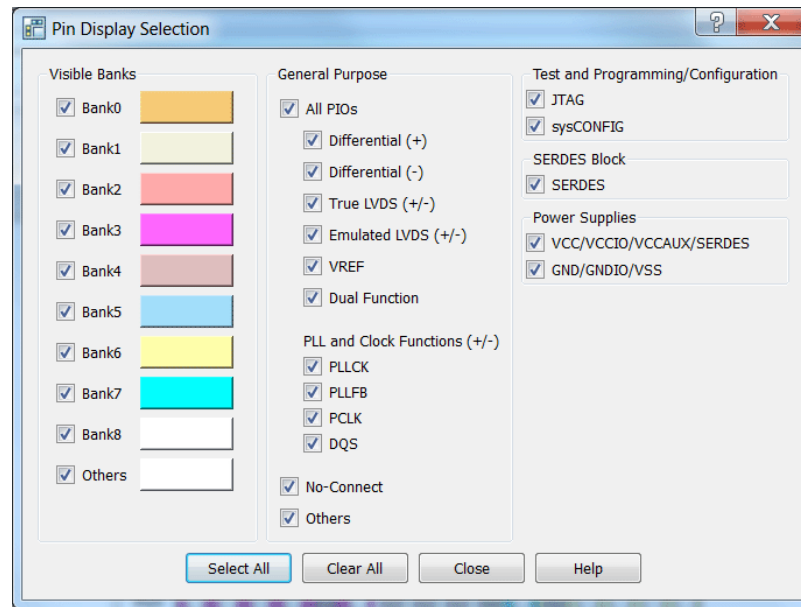 Pin Display Selection
Visible Banks
Bank0
Bank1
Bank2
Bank3
Bank4
Bank5
Bank6
Bank7
Bank8
Others
General Purpose
All PIOs
Differential (+)
Differential (-)
True LVDS (+/-)
Emulated LVDS (+/-)
VREF
Dual Function
PLL and Clock Functions (+/-)
PLLCK
PLLFB
PCLK
DQS
No-Connect
Others
Test and Programming/Configuration
JTAG
sysCONFIG
SERDES Block
SERDES
Power Supplies
VCC/VCCIO/VCCAUX/SERDES
GND/GNDIO/VSS
Select All
Clear All
Close
Help